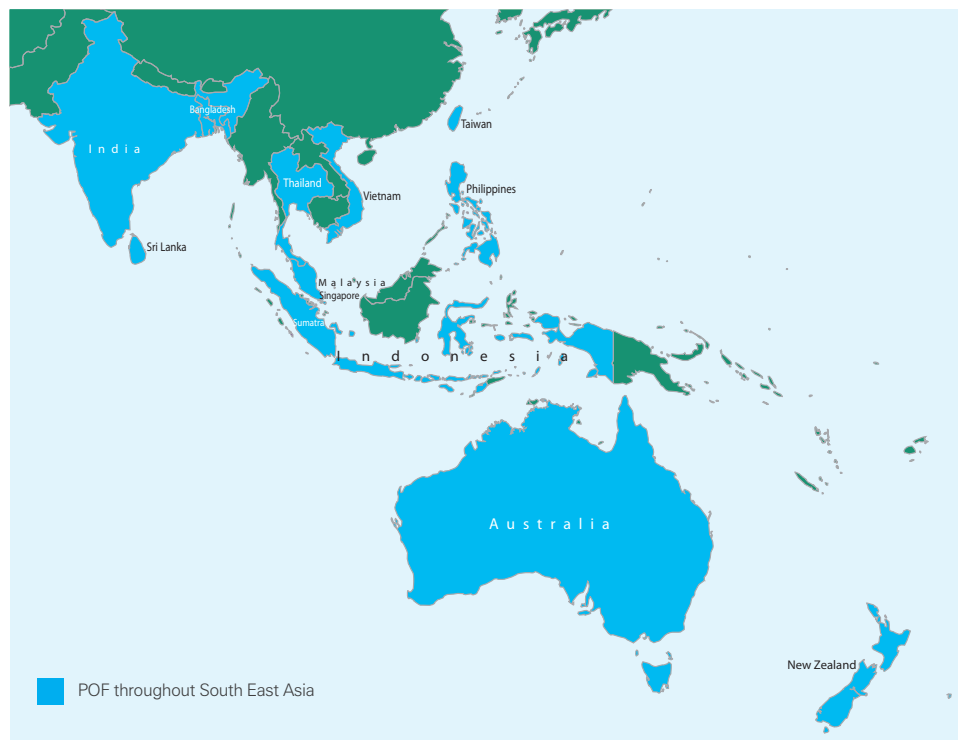 Taiwan
Bangladesh
India
Thailand
Philippines
Vietnam
Sri Lanka
Malaysia
Singapore
Sumatra
Indonesia
Australia
New Zealand
POF throughout South East Asia